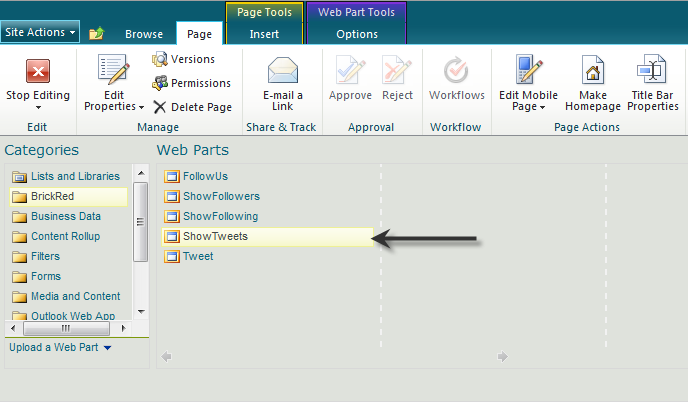 Page Tools Web Part Tools
Site Actions Browse Page Insert Options
Stop Editing
Edit Properties
Versions
Permissions
Delete Page
E-mail a Link
Approve Reject
Workflows
Edit Mobile Page
Make Homepage
Title Bar Properties
Edit Manage Share & Track Approval Workflow Page Actions
Categories
Lists and Libraries
BrickRed
Business Data
Content Rollup
Filters
Forms
Media and Content
Outlook Web App
Upload a Web Part
Web Parts
FollowUs
ShowFollowers
ShowFollowing
ShowTweets
Tweet